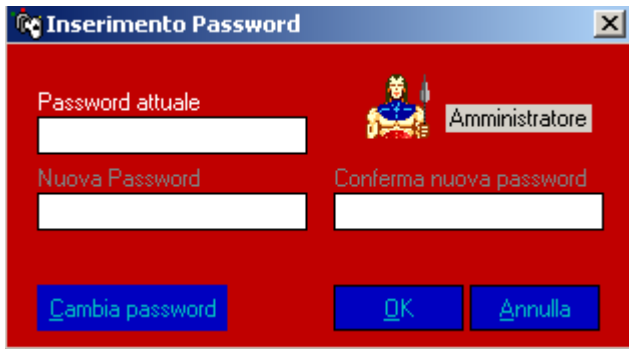 Inserimento Password
Password attuale
Amministratore
Nuova Password
Conferma nuova password
Cambia password
OK
Annulla